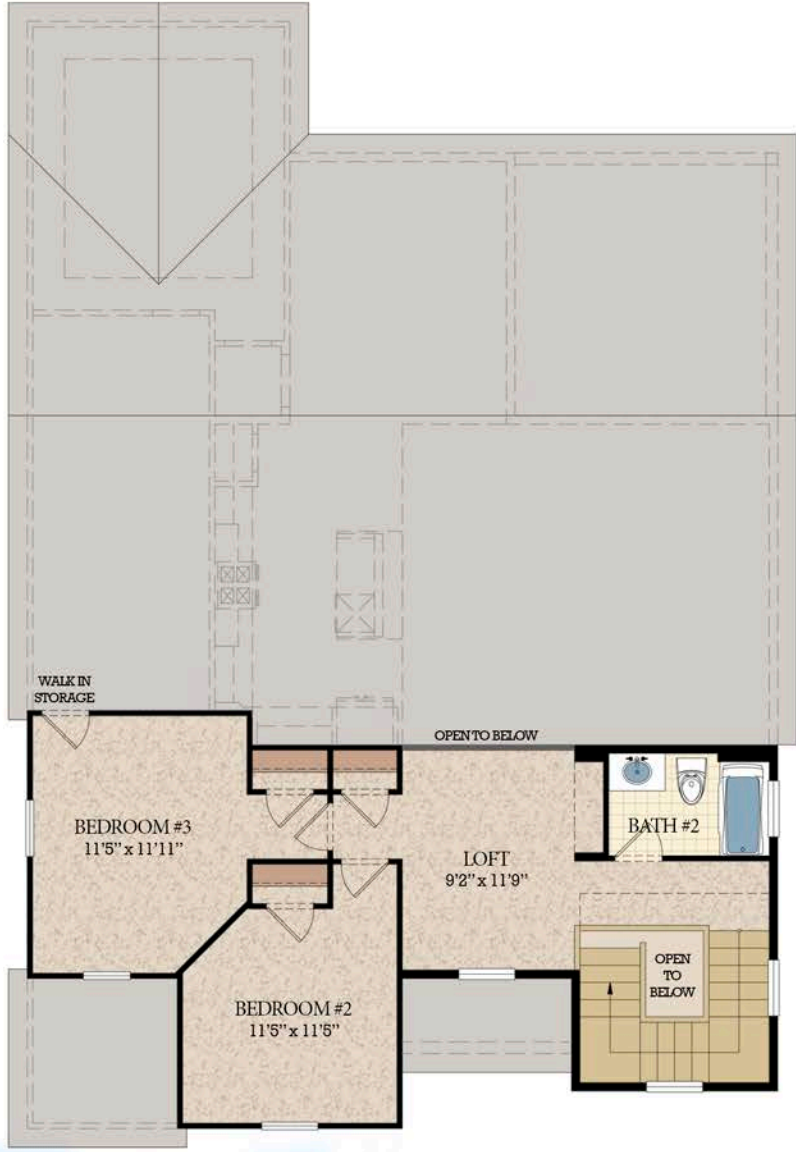 WALK IN
STORAGE
OPEN TO BELOW
BEDROOM #3
11'5" x 11'11"
BATH #2
LOFT
9'2" x 11'9"
OPEN
TO
BELOW
BEDROOM #2
11'5" x 11'5"